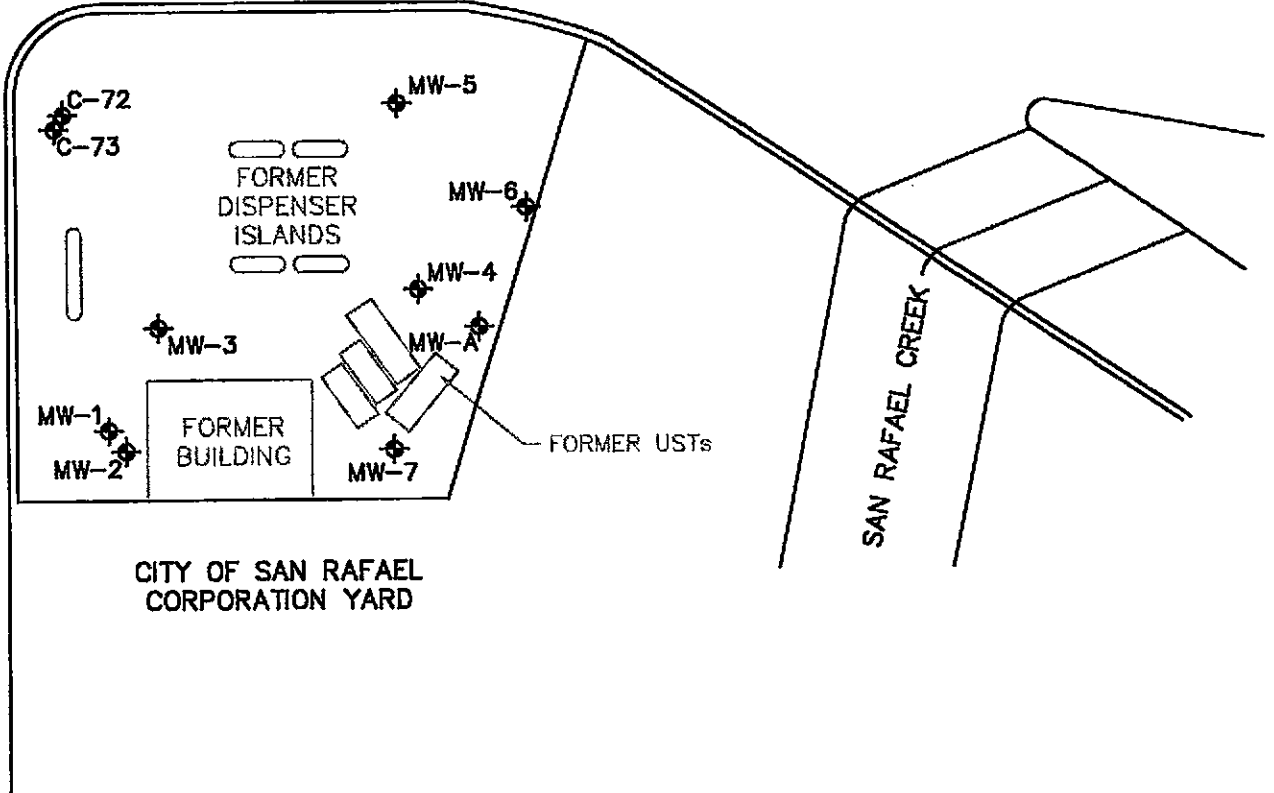 C-72
C-73
MW-5
FORMER
DISPENSER
ISLANDS
MW-6
MW-4
MW-A
MW-3
MW-1
MW-2
FORMER
BUILDING
MW-7
FORMER USTs
SAN RAFAEL CREEK
CITY OF SAN RAFAEL
CORPORATION YARD